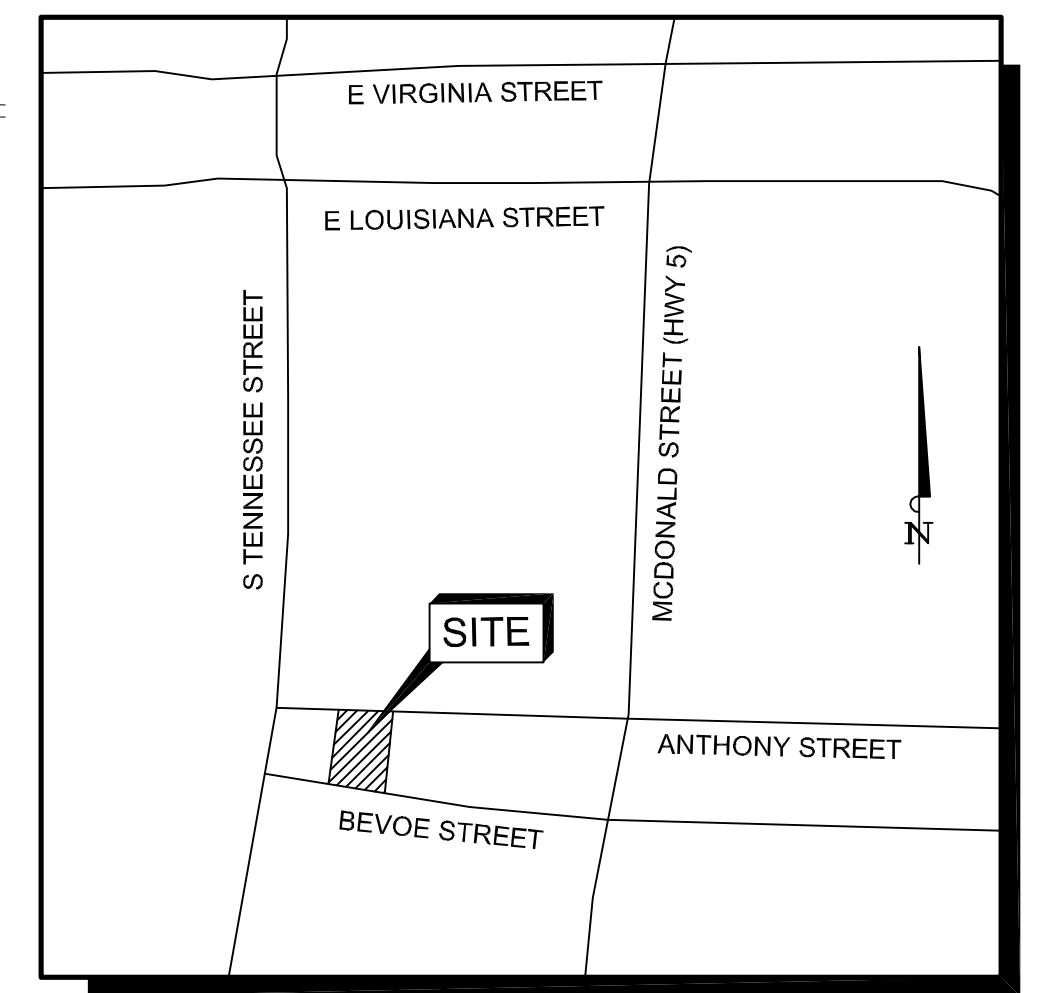 E VIRGINIA STREET
E LOUISIANA STREET
S TENNESSEE STREET
MCDONALD STREET (HWY 5)
N
SITE
ANTHONY STREET
BEVOE STREET